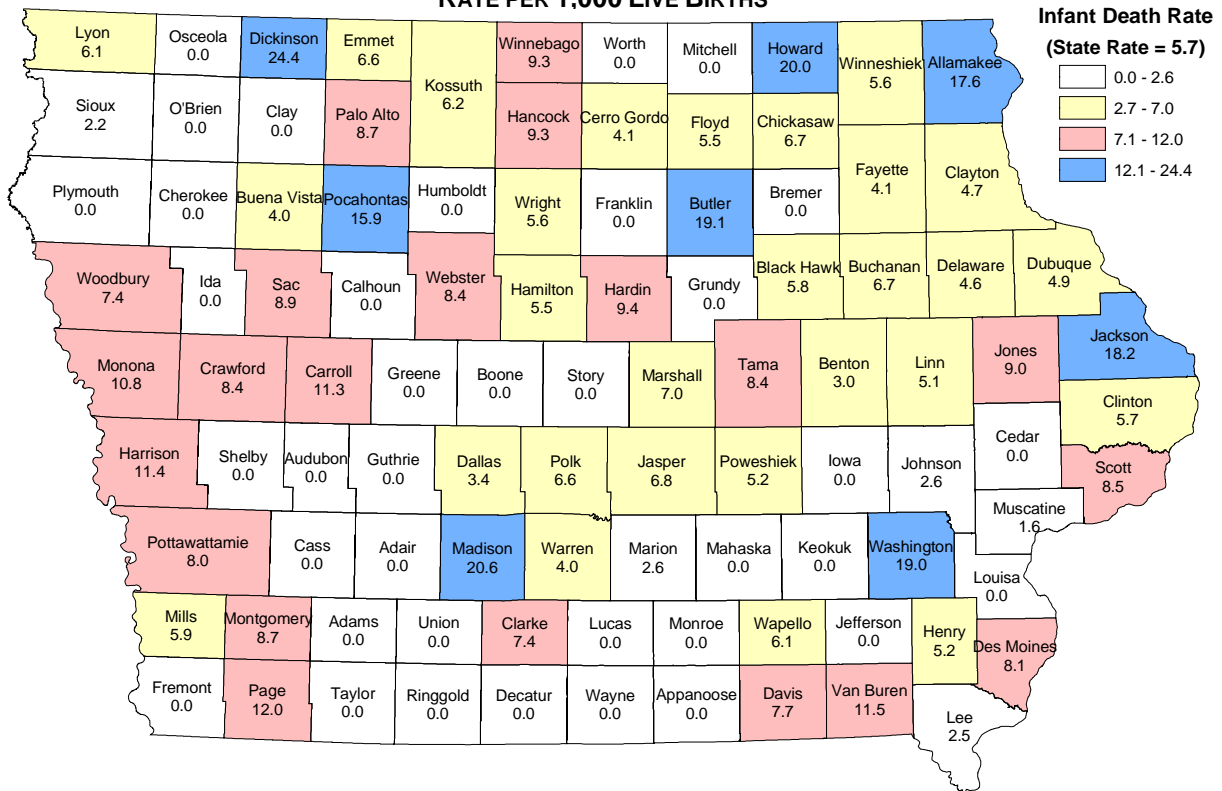 RATE PER 1,000 LIVE BIRTHS
Infant Death Rate
(State Rate = 5.7)
0.0 - 2.6
2.7 - 7.0
7.1 - 12.0
12.1 - 24.4
Lyon
6.1
Osceola
0.0
Dickinson
24.4
Emmet
6.6
Kossuth
6.2
Winnebago
9.3
Worth
0.0
Mitchell
0.0
Howard
20.0
Winneshiek
5.6
Allamakee
17.6
Sioux
2.2
O'Brien
0.0
Clay
0.0
Palo Alto
8.7
Hancock
9.3
Cerro Gordo
4.1
Floyd
5.5
Chickasaw
6.7
Fayette
4.1
Clayton
4.7
Plymouth
0.0
Cherokee
0.0
Buena Vista
4.0
Pocahontas
15.9
Humboldt
0.0
Wright
5.6
Franklin
0.0
Butler
19.1
Bremer
0.0
Woodbury
7.4
Ida
0.0
Sac
8.9
Calhoun
0.0
Webster
8.4
Hamilton
5.5
Hardin
9.4
Grundy
0.0
Black Hawk
5.8
Buchanan
6.7
Delaware
4.6
Dubuque
4.9
Monona
10.8
Crawford
8.4
Carroll
11.3
Greene
0.0
Boone
0.0
Story
0.0
Marshall
7.0
Tama
8.4
Benton
3.0
Linn
5.1
Jones
9.0
Jackson
18.2
Clinton
5.7
Harrison
11.4
Shelby
0.0
Audubon
0.0
Guthrie
0.0
Dallas
3.4
Polk
6.6
Jasper
6.8
Poweshiek
5.2
Iowa
0.0
Johnson
2.6
Cedar
0.0
Scott
8.5
Muscatine
1.6
Pottawattamie
8.0
Cass
0.0
Adair
0.0
Madison
20.6
Warren
4.0
Marion
2.6
Mahaska
0.0
Keokuk
0.0
Washington
19.0
Louisa
0.0
Mills
5.9
Montgomery
8.7
Adams
0.0
Union
0.0
Clarke
7.4
Lucas
0.0
Monroe
0.0
Wapello
6.1
Jefferson
0.0
Henry
5.2
Des Moines
8.1
Fremont
0.0
Page
12.0
Taylor
0.0
Ringgold
0.0
Decatur
0.0
Wayne
0.0
Appanoose
0.0
Davis
7.7
Van Buren
11.5
Lee
2.5